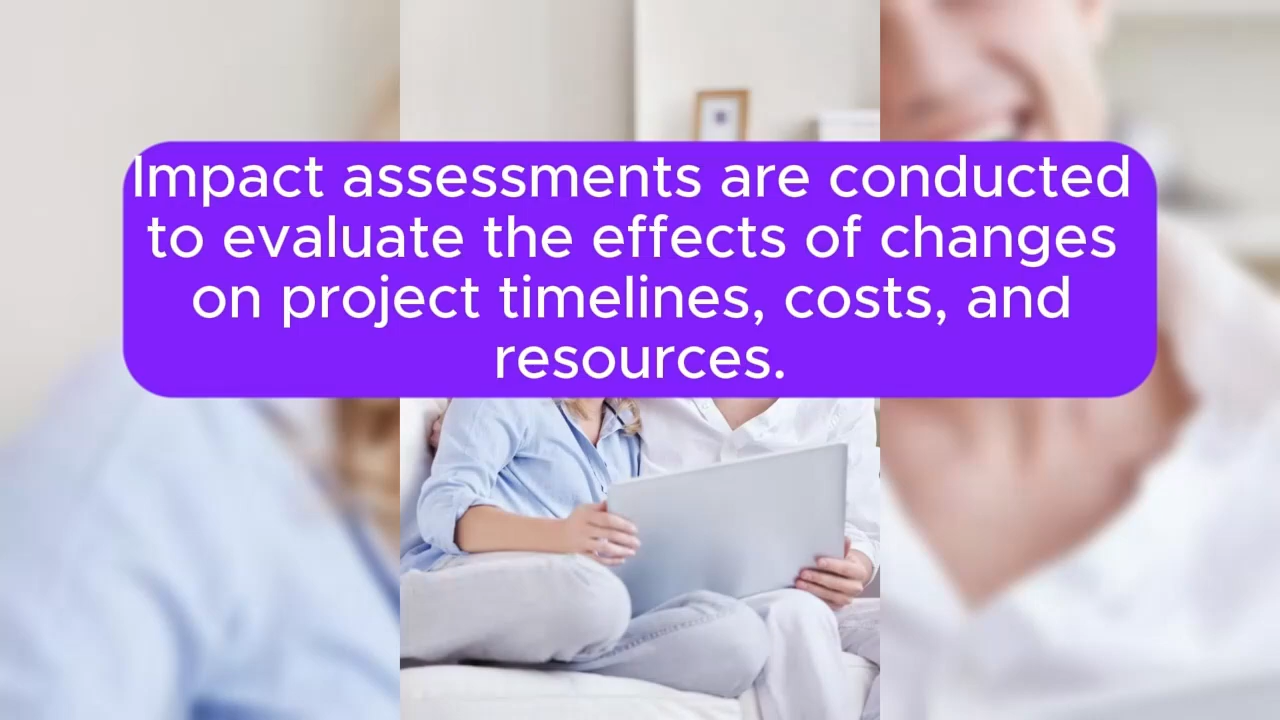 Impact assessments are conducted
to evaluate the effects of changes
on project timelines, costs, and
resources.